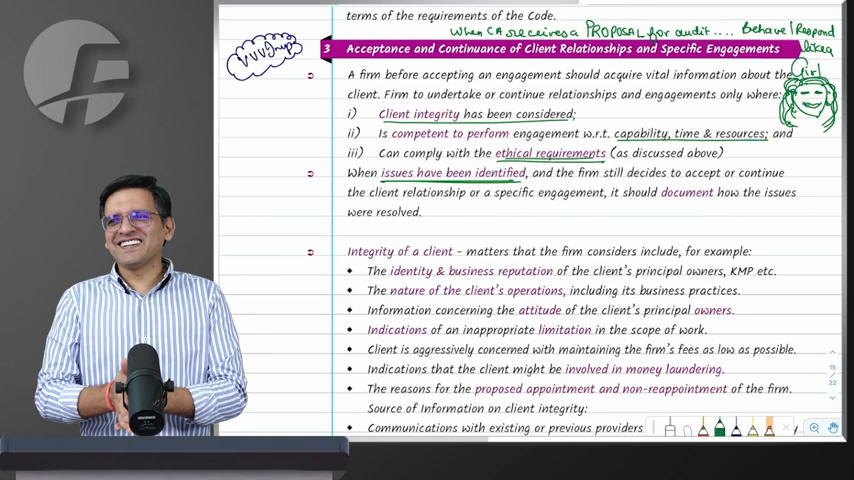 terms of the requirements of the Code.
When CA receives a PROPOSAL for audit .... Behave / Respond
like a
Girl
VVV Imp
3 Acceptance and Continuance of Client Relationships and Specific Engagements
A firm before accepting an engagement should acquire vital information about the
client. Firm to undertake or continue relationships and engagements only where:
i) Client integrity has been considered;
ii) Is competent to perform engagement w.r.t. capability, time & resources; and
iii) Can comply with the ethical requirements (as discussed above)
When issues have been identified, and the firm still decides to accept or continue
the client relationship or a specific engagement, it should document how the issues
were resolved.
Integrity of a client - matters that the firm considers include, for example:
• The identity & business reputation of the client's principal owners, KMP etc.
• The nature of the client's operations, including its business practices.
• Information concerning the attitude of the client's principal owners.
• Indications of an inappropriate limitation in the scope of work.
• Client is aggressively concerned with maintaining the firm's fees as low as possible.
• Indications that the client might be involved in money laundering.
• The reasons for the proposed appointment and non-reappointment of the firm.
Source of Information on client integrity:
• Communications with existing or previous providers
15
22